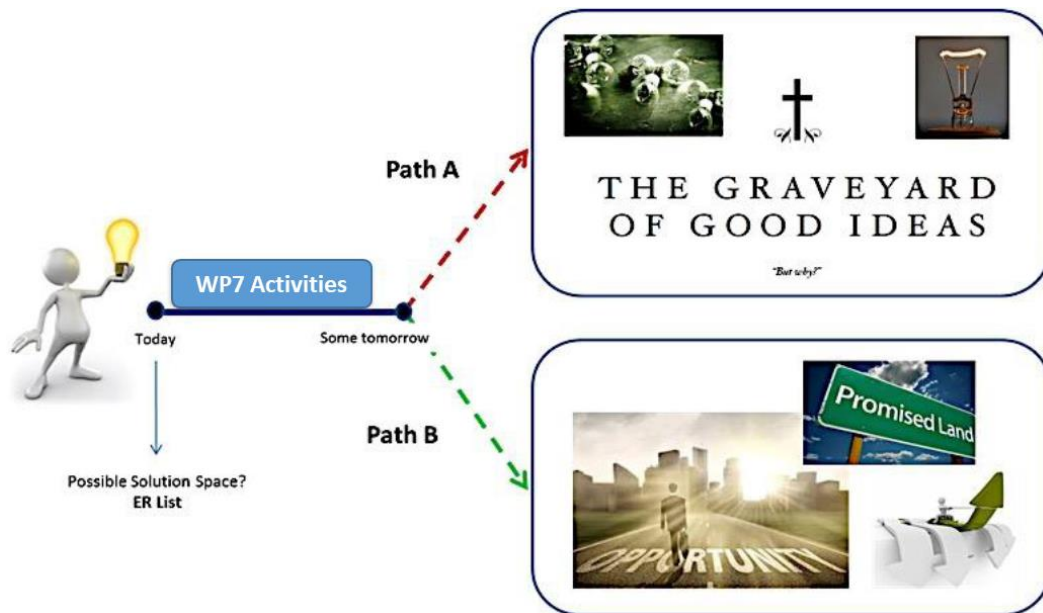 Path A
THE GRAVEYARD
OF GOOD IDEAS
"But why?"
WP7 Activities
Today
Some tomorrow
Path B
Possible Solution Space?
ER List
Promised Land
OPPORTUNITY